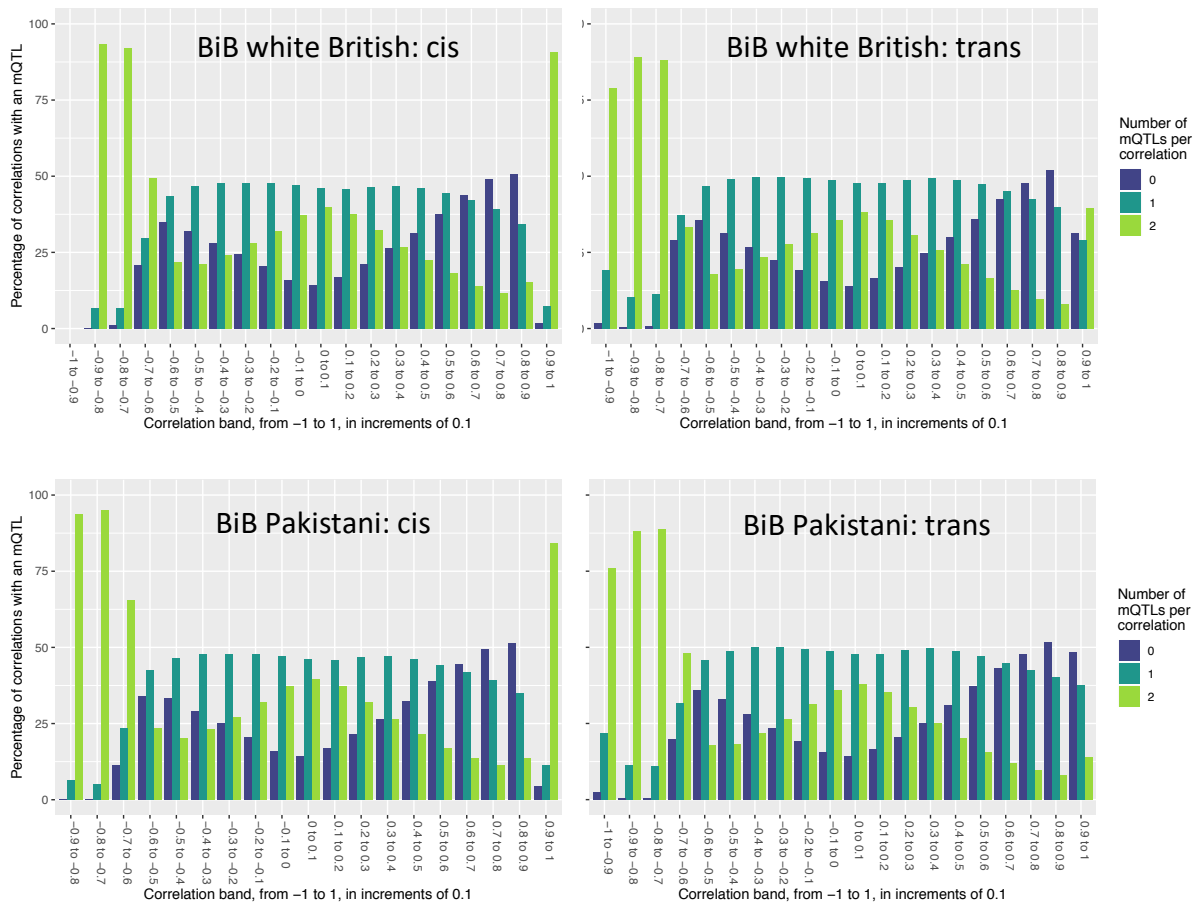 100
75
50
25
0
Percentage of correlations with an mQTL
BiB white British: cis
−1 to −0.9
−0.9 to −0.8
−0.8 to −0.7
−0.7 to −0.6
−0.6 to −0.5
−0.5 to −0.4
−0.4 to −0.3
−0.3 to −0.2
−0.2 to −0.1
−0.1 to 0
0 to 0.1
0.1 to 0.2
0.2 to 0.3
0.3 to 0.4
0.4 to 0.5
0.5 to 0.6
0.6 to 0.7
0.7 to 0.8
0.8 to 0.9
0.9 to 1
Correlation band, from −1 to 1, in increments of 0.1
BiB white British: trans
−1 to −0.9
−0.9 to −0.8
−0.8 to −0.7
−0.7 to −0.6
−0.6 to −0.5
−0.5 to −0.4
−0.4 to −0.3
−0.3 to −0.2
−0.2 to −0.1
−0.1 to 0
0 to 0.1
0.1 to 0.2
0.2 to 0.3
0.3 to 0.4
0.4 to 0.5
0.5 to 0.6
0.6 to 0.7
0.7 to 0.8
0.8 to 0.9
0.9 to 1
Correlation band, from −1 to 1, in increments of 0.1
Number of
mQTLs per
correlation
0
1
2
100
75
50
25
0
Percentage of correlations with an mQTL
BiB Pakistani: cis
−0.9 to −0.8
−0.8 to −0.7
−0.7 to −0.6
−0.6 to −0.5
−0.5 to −0.4
−0.4 to −0.3
−0.3 to −0.2
−0.2 to −0.1
−0.1 to 0
0 to 0.1
0.1 to 0.2
0.2 to 0.3
0.3 to 0.4
0.4 to 0.5
0.5 to 0.6
0.6 to 0.7
0.7 to 0.8
0.8 to 0.9
0.9 to 1
Correlation band, from −1 to 1, in increments of 0.1
BiB Pakistani: trans
−1 to −0.9
−0.9 to −0.8
−0.8 to −0.7
−0.7 to −0.6
−0.6 to −0.5
−0.5 to −0.4
−0.4 to −0.3
−0.3 to −0.2
−0.2 to −0.1
−0.1 to 0
0 to 0.1
0.1 to 0.2
0.2 to 0.3
0.3 to 0.4
0.4 to 0.5
0.5 to 0.6
0.6 to 0.7
0.7 to 0.8
0.8 to 0.9
0.9 to 1
Correlation band, from −1 to 1, in increments of 0.1
Number of
mQTLs per
correlation
0
1
2